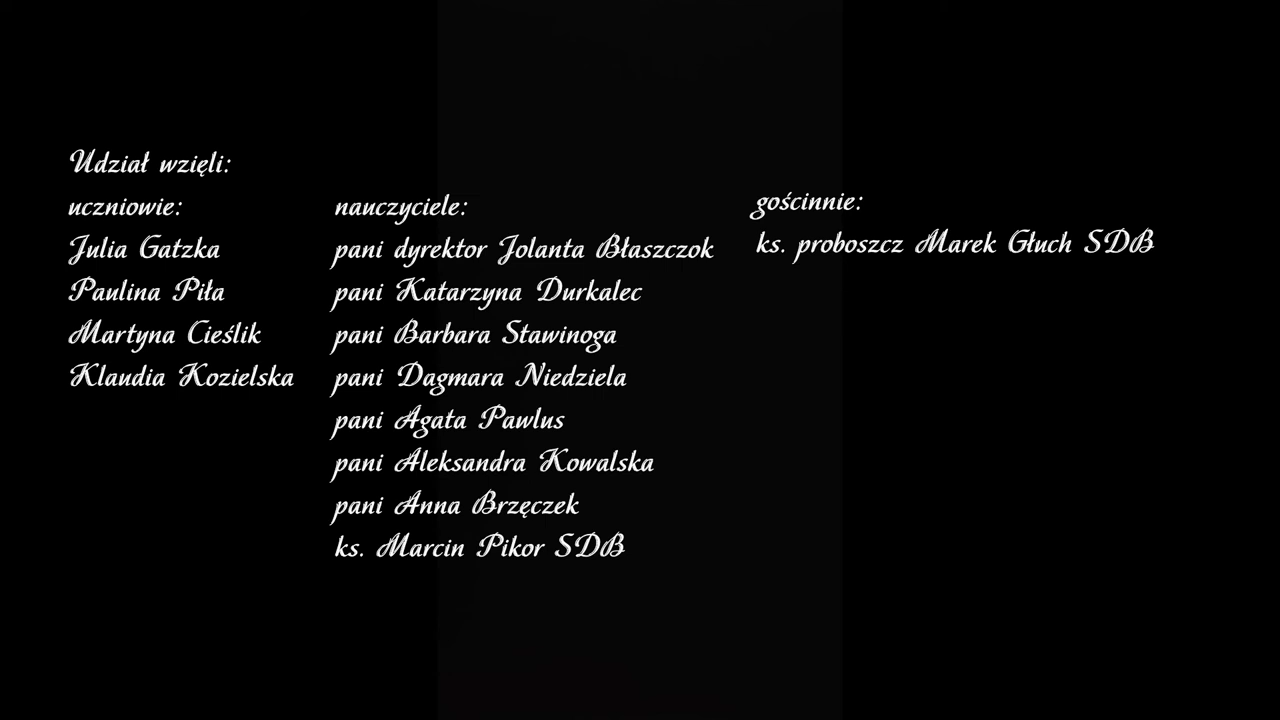 Udział wzięli:
uczniowie:
Julia Gatzka
Paulina Piła
Martyna Cieślik
Klaudia Kozielska
nauczyciele:
pani dyrektor Jolanta Błaszczok
pani Katarzyna Durkalec
pani Barbara Stawinoga
pani Dagmara Niedziela
pani Agata Pawlus
pani Aleksandra Kowalska
pani Anna Brzęczek
ks. Marcin Pikor SDB
gościnnie:
ks. proboszcz Marek Głuch SDB